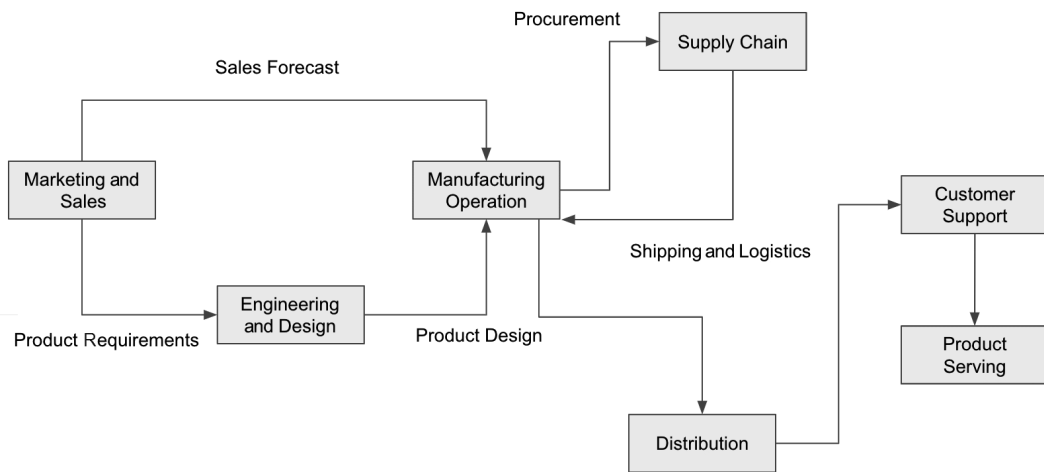 Procurement
Supply Chain
Sales Forecast
Marketing and
Sales
Manufacturing
Operation
Customer
Support
Shipping and Logistics
Engineering
and Design
Product Requirements
Product Design
Product
Serving
Distribution